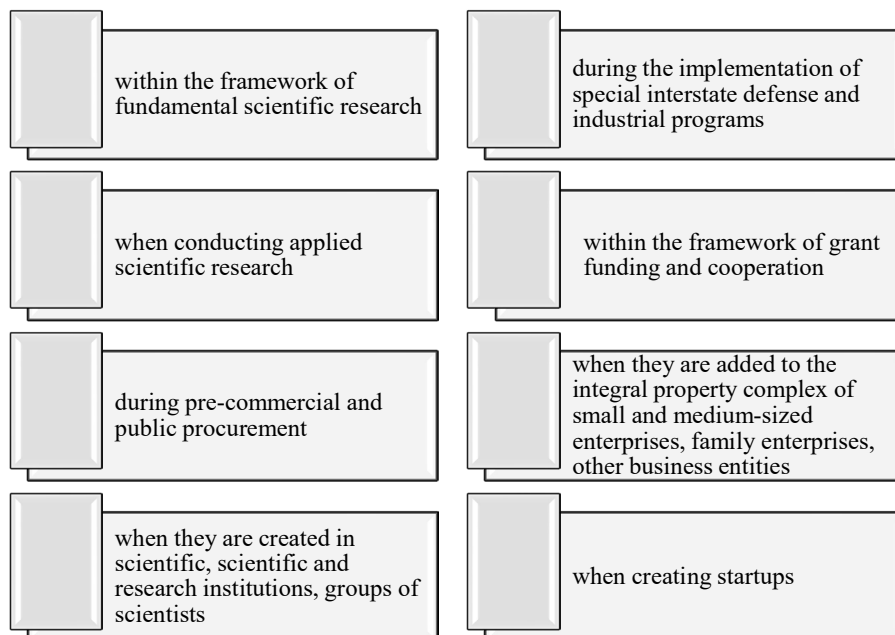 within the framework of
fundamental scientific research
during the implementation of
special interstate defense and
industrial programs
when conducting applied
scientific research
within the framework of grant
funding and cooperation
during pre-commercial and
public procurement
when they are added to the
integral property complex of
small and medium-sized
enterprises, family enterprises,
other business entities
when they are created in
scientific, scientific and
research institutions, groups of
scientists
when creating startups